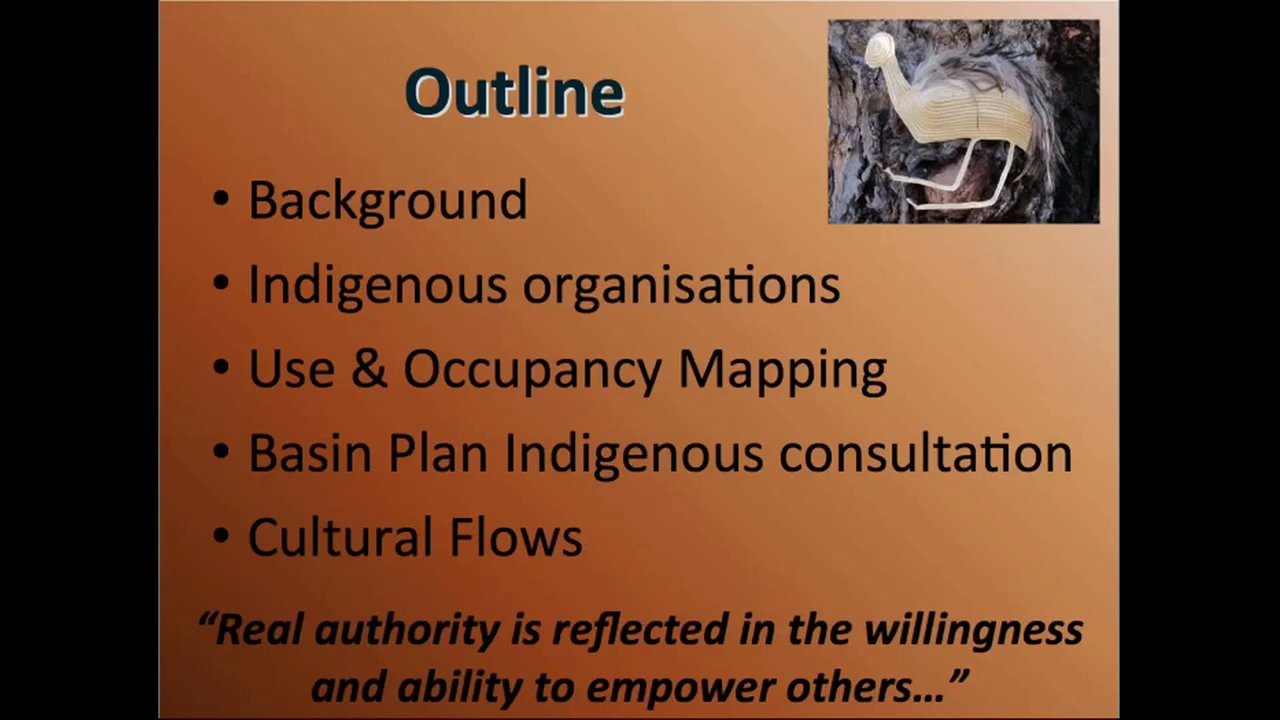 Outline
• Background
• Indigenous organisations
• Use & Occupancy Mapping
• Basin Plan Indigenous consultation
• Cultural Flows
“Real authority is reflected in the willingness
and ability to empower others...”